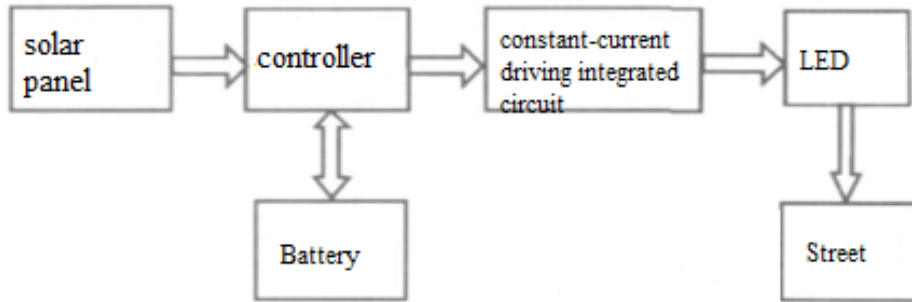 solar
panel
controller
constant-current
driving integrated
circuit
LED
Battery
Street